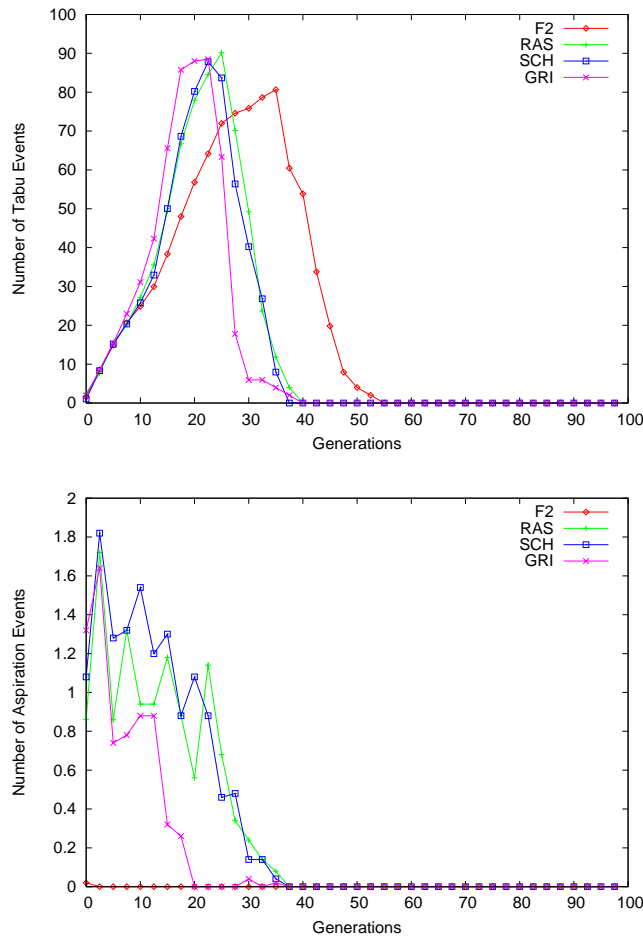 100
90
80
70
60
50
40
30
20
10
0
Number of Tabu Events
F2
RAS
SCH
GRI
0 10 20 30 40 50 60 70 80 90 100
Generations
2
1.8
1.6
1.4
1.2
1
0.8
0.6
0.4
0.2
0
Number of Aspiration Events
F2
RAS
SCH
GRI
0 10 20 30 40 50 60 70 80 90 100
Generations